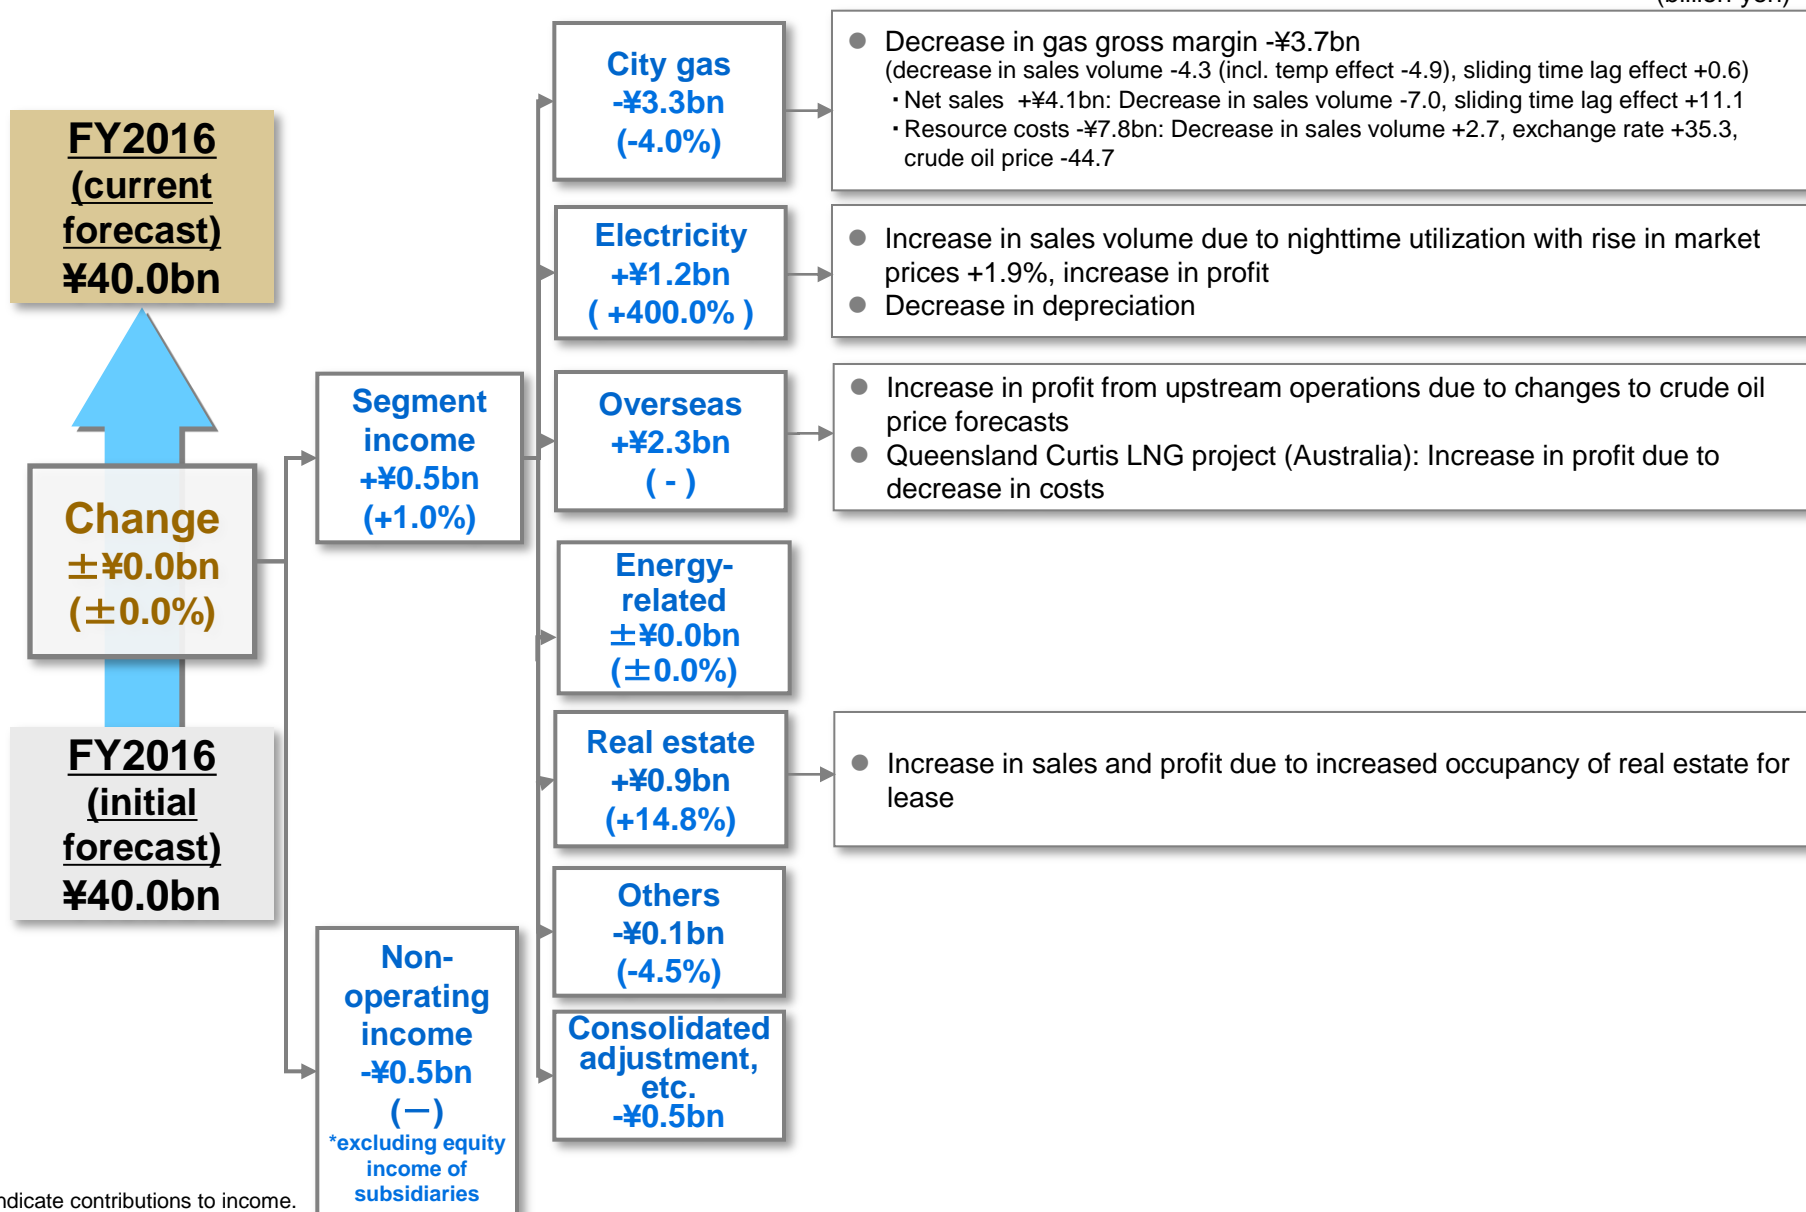 (billion yen)
FY2016
(current
forecast)
¥40.0bn
Change
±¥0.0bn
(±0.0%)
FY2016
(initial
forecast)
¥40.0bn
Segment
income
+¥0.5bn
(+1.0%)
Non-
operating
income
-¥0.5bn
(－)
*excluding equity
income of
subsidiaries
City gas
-¥3.3bn
(-4.0%)
● Decrease in gas gross margin -¥3.7bn
(decrease in sales volume -4.3 (incl. temp effect -4.9), sliding time lag effect +0.6)
・Net sales +¥4.1bn: Decrease in sales volume -7.0, sliding time lag effect +11.1
・Resource costs -¥7.8bn: Decrease in sales volume +2.7, exchange rate +35.3,
crude oil price -44.7
Electricity
+¥1.2bn
( +400.0% )
● Increase in sales volume due to nighttime utilization with rise in market
prices +1.9%, increase in profit
● Decrease in depreciation
Overseas
+¥2.3bn
( - )
● Increase in profit from upstream operations due to changes to crude oil
price forecasts
● Queensland Curtis LNG project (Australia): Increase in profit due to
decrease in costs
Energy-
related
±¥0.0bn
(±0.0%)
Real estate
+¥0.9bn
(+14.8%)
● Increase in sales and profit due to increased occupancy of real estate for
lease
Others
-¥0.1bn
(-4.5%)
Consolidated
adjustment,
etc.
-¥0.5bn
indicate contributions to income.